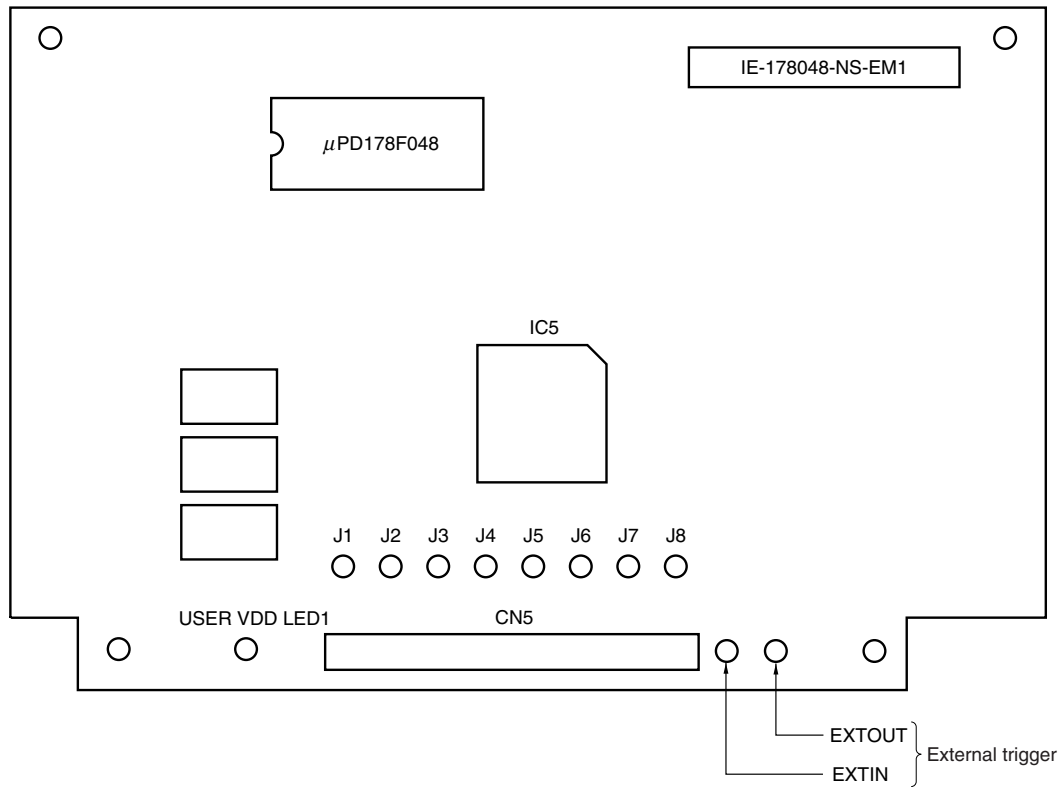 IE-178048-NS-EM1
μPD178F048
IC5
J1 J2 J3 J4 J5 J6 J7 J8
USER VDD LED1
CN5
EXTOUT
External trigger
EXTIN